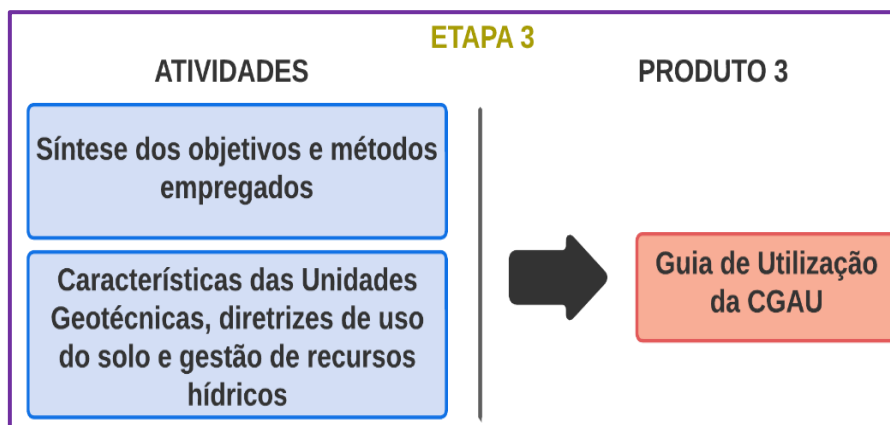 ETAPA 3
ATIVIDADES
PRODUTO 3
Síntese dos objetivos e métodos
empregados
Características das Unidades
Geotécnicas, diretrizes de uso
do solo e gestão de recursos
hídricos
Guia de Utilização
da CGAU